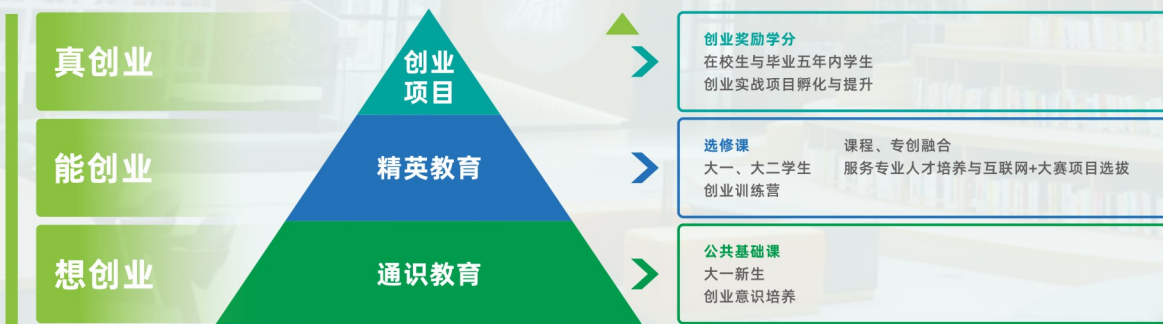 真创业
创业
项目
创业奖励学分
在校生与毕业五年内学生
创业实战项目孵化与提升
能创业
精英教育
选修课 课程、专创融合
大一、大二学生 服务专业人才培养与互联网+大赛项目选拔
创业训练营
想创业
通识教育
公共基础课
大一新生
创业意识培养